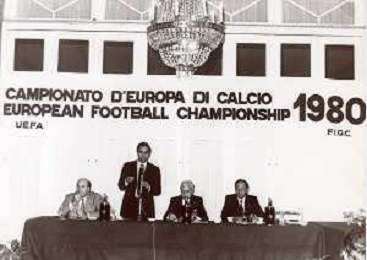 CAMPIONATO D'EUROPA DI CALCIO
EUROPEAN FOOTBALL CHAMPIONSHIP 1980
UEFA F.I.G.C.